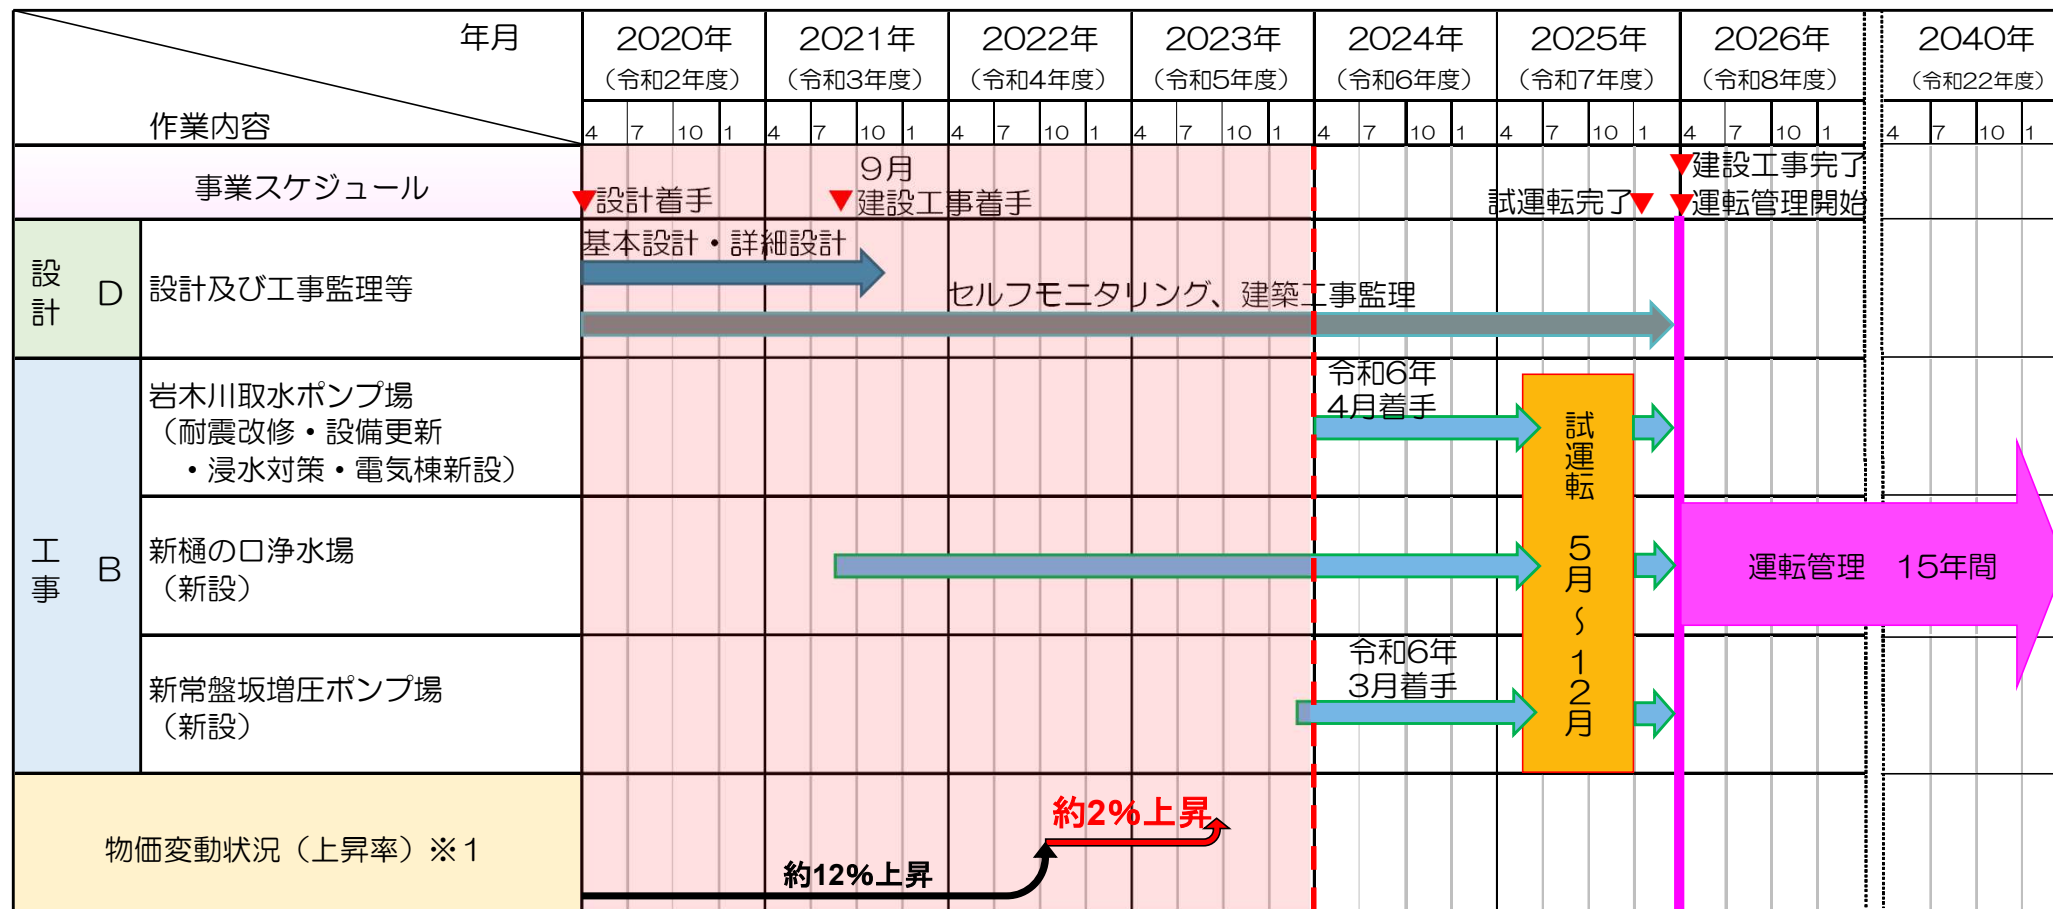 年月
作業内容
2020年 2021年 2022年 2023年 2024年 2025年 2026年 2040年
（令和2年度） （令和3年度） （令和4年度） （令和5年度） （令和6年度） （令和7年度） （令和8年度） （令和22年度）
4 7 10 1 4 7 10 1 4 7 10 1 4 7 10 1 4 7 10 1 4 7 10 1 4 7 10 1 4 7 10 1
事業スケジュール
設計着手
9月
建設工事着手
試運転完了
建設工事完了
運転管理開始
設計
D
設計及び工事監理等
基本設計・詳細設計
セルフモニタリング、建築工事監理
工事
B
岩木川取水ポンプ場
（耐震改修・設備更新
・浸水対策・電気棟新設）
令和6年
4月着手
試運転 5月～12月
新樋の口浄水場
（新設）
運転管理 15年間
新常盤坂増圧ポンプ場
（新設）
令和6年
3月着手
物価変動状況（上昇率）※1
約12%上昇
約2%上昇